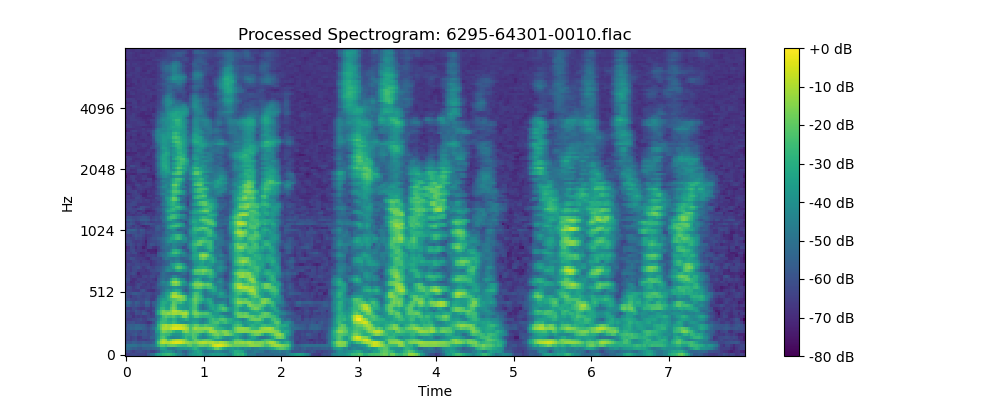 Processed Spectrogram: 6295-64301-0010.flac
+0 dB
-10 dB
-20 dB
-30 dB
-40 dB
-50 dB
-60 dB
-70 dB
-80 dB
Hz
4096
2048
1024
512
0
0 1 2 3 4 5 6 7
Time